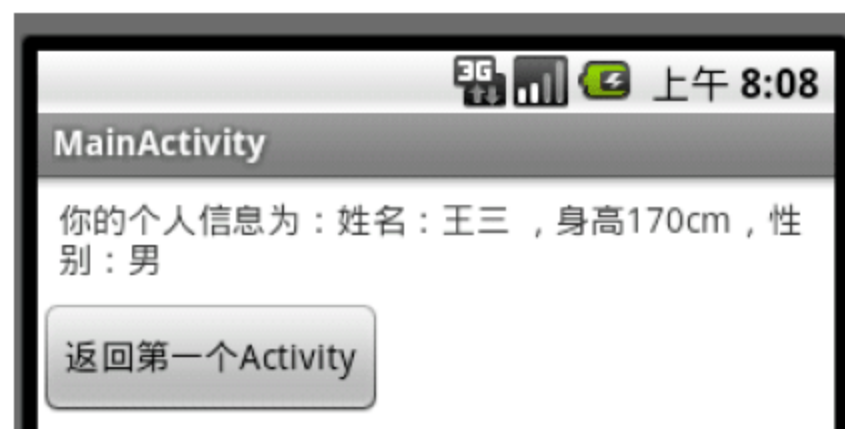 3G 上午 8:08
MainActivity
你的个人信息为：姓名：王三 ，身高170cm，性
别：男
返回第一个Activity